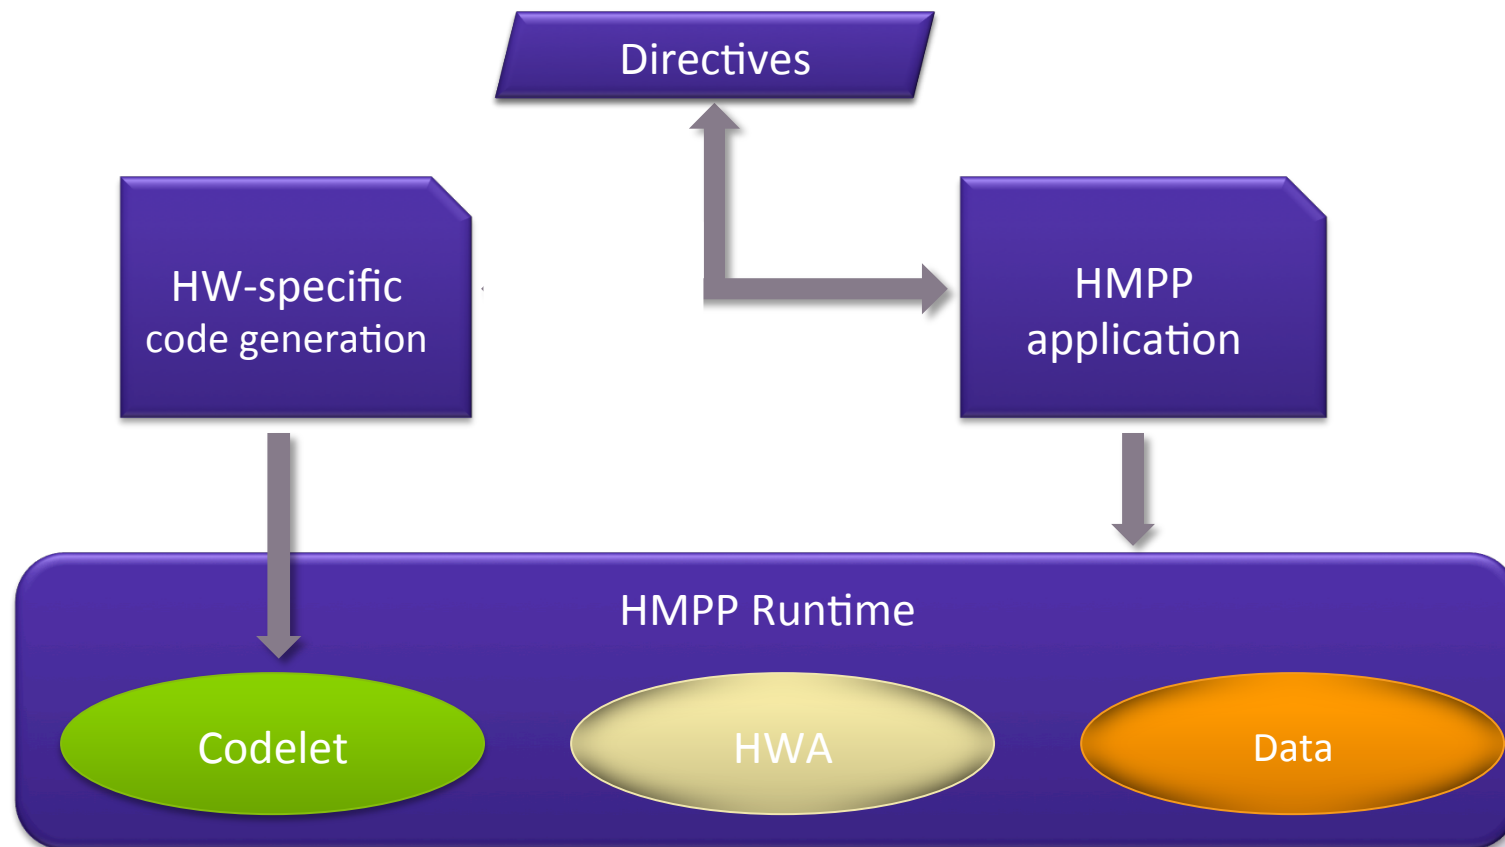 Directives
HW-specific
code generation
HMPP
application
HMPP Runtime
Codelet
HWA
Data